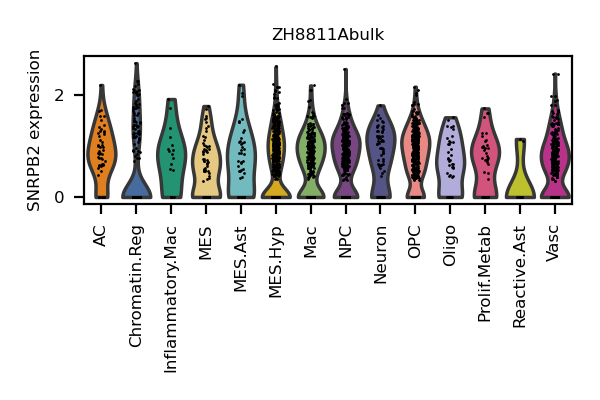 ZH8811Abulk
SNRPB2 expression
2
0
AC
Chromatin.Reg
Inflammatory.Mac
MES
MES.Ast
MES.Hyp
Mac
NPC
Neuron
OPC
Oligo
Prolif.Metab
Reactive.Ast
Vasc